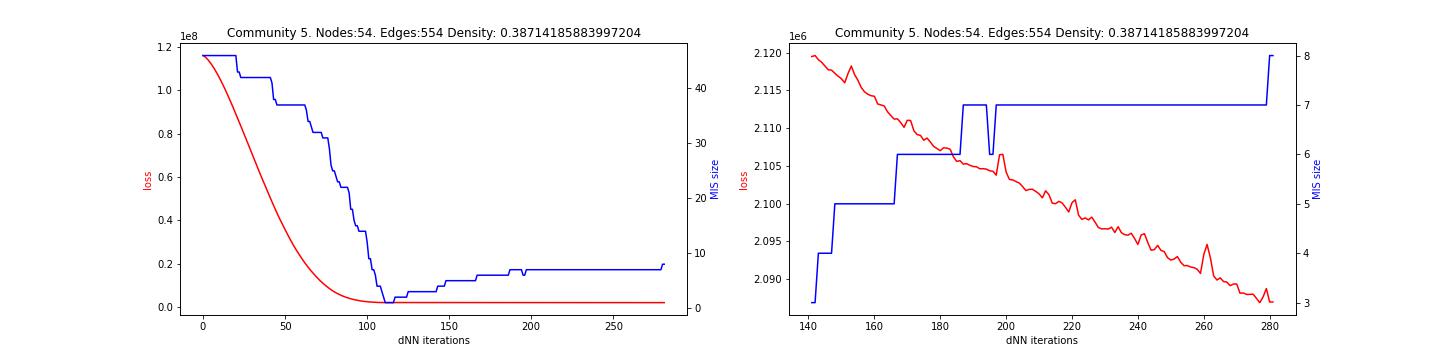 Community 5. Nodes:54. Edges:554 Density: 0.38714185883997204
1e8
1.2
1.0
0.8
0.6
0.4
0.2
0.0
loss
0 50 100 150 200 250
dNN iterations
40
30
20
10
0
MIS size
Community 5. Nodes:54. Edges:554 Density: 0.38714185883997204
1e6
2.120
2.115
2.110
2.105
2.100
2.095
2.090
loss
140 160 180 200 220 240 260 280
dNN iterations
8
7
6
5
4
3
MIS size